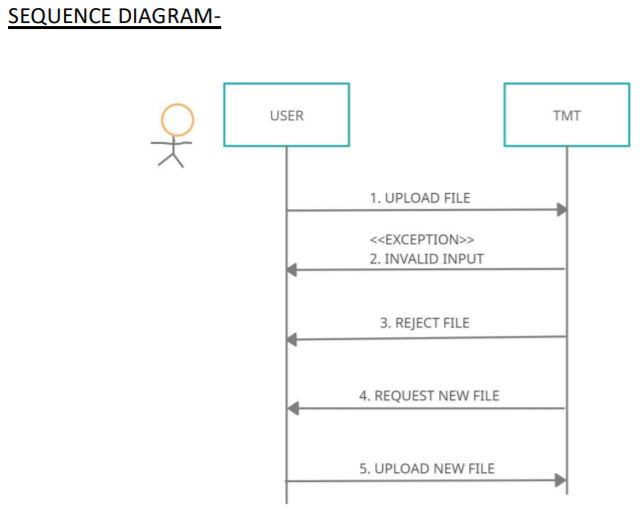 SEQUENCE DIAGRAM-
USER
TMT
1. UPLOAD FILE
<<EXCEPTION>>
2. INVALID INPUT
3. REJECT FILE
4. REQUEST NEW FILE
5. UPLOAD NEW FILE